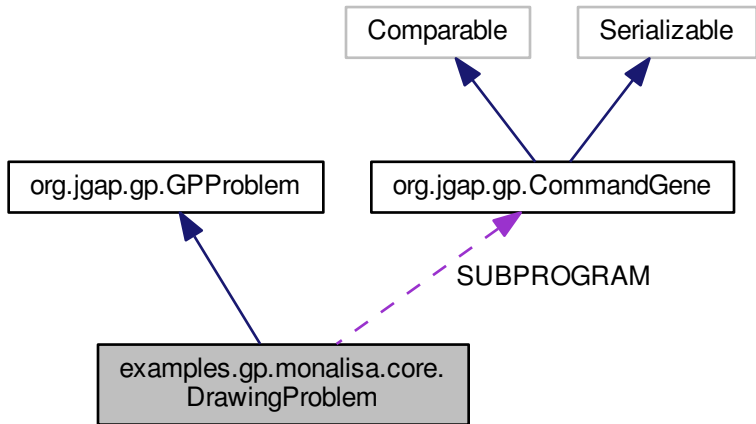 Comparable
Serializable
org.jgap.gp.GPProblem
org.jgap.gp.CommandGene
SUBPROGRAM
examples.gp.monalisa.core.
DrawingProblem